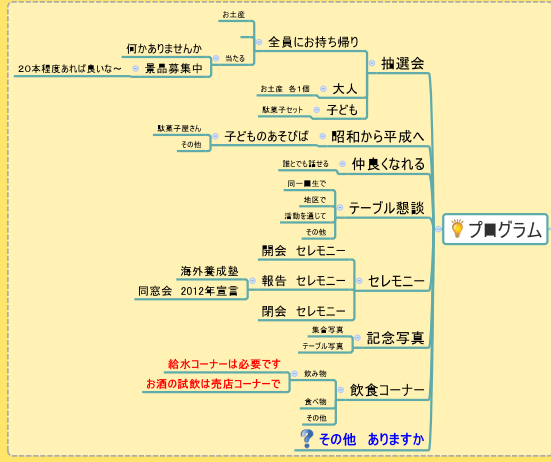 お土産
全員にお持ち帰り
何かありませんか
当たる
20本程度あれば良いな～
景品募集中
抽選会
お土産 各1個
大人
駄菓子セット
子ども
駄菓子屋さん
その他
子どものあそびば
昭和から平成へ
誰とでも話せる
仲良くなれる
同一■生で
地区で
活動を通じて
その他
テーブル懇談
プ■グラム
開会 セレモニー
海外養成塾
同窓会 2012年宣言
報告 セレモニー
セレモニー
閉会 セレモニー
集合写真
テーブル写真
記念写真
給水コーナーは必要です
お酒の試飲は売店コーナーで
飲み物
食べ物
その他
飲食コーナー
その他 ありますか